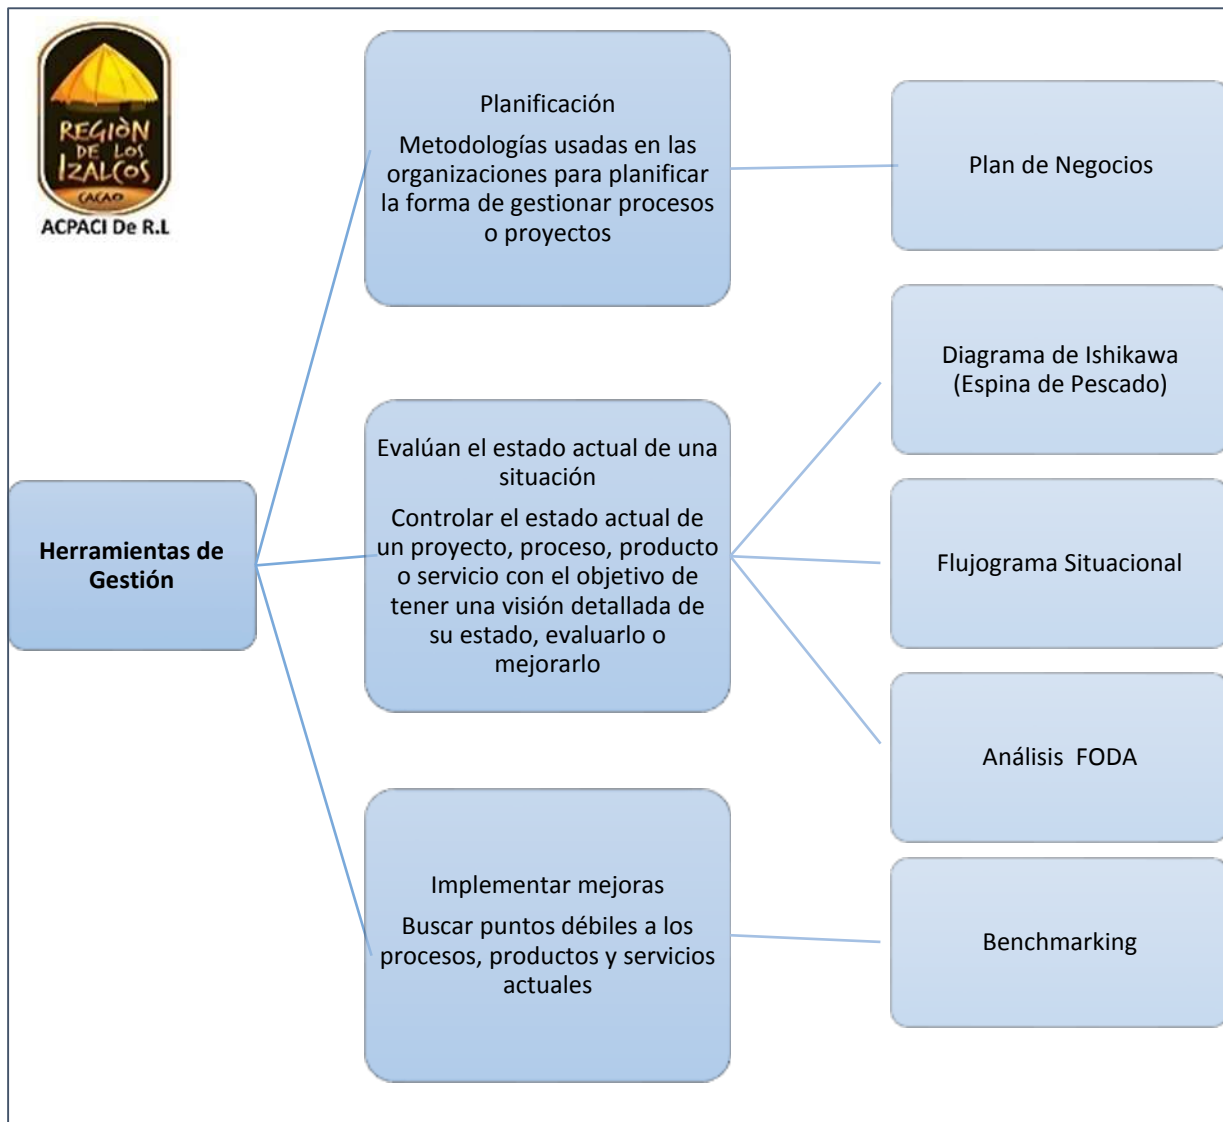 REGIÒN
DE LOS
IZALCOS
CACAO
ACPACI De R.L
Herramientas de
Gestión
Planificación
Metodologías usadas en las
organizaciones para planificar
la forma de gestionar procesos
o proyectos
Plan de Negocios
Evalúan el estado actual de una
situación
Controlar el estado actual de
un proyecto, proceso, producto
o servicio con el objetivo de
tener una visión detallada de
su estado, evaluarlo o
mejorarlo
Diagrama de Ishikawa
(Espina de Pescado)
Flujograma Situacional
Análisis  FODA
Implementar mejoras
Buscar puntos débiles a los
procesos, productos y servicios
actuales
Benchmarking